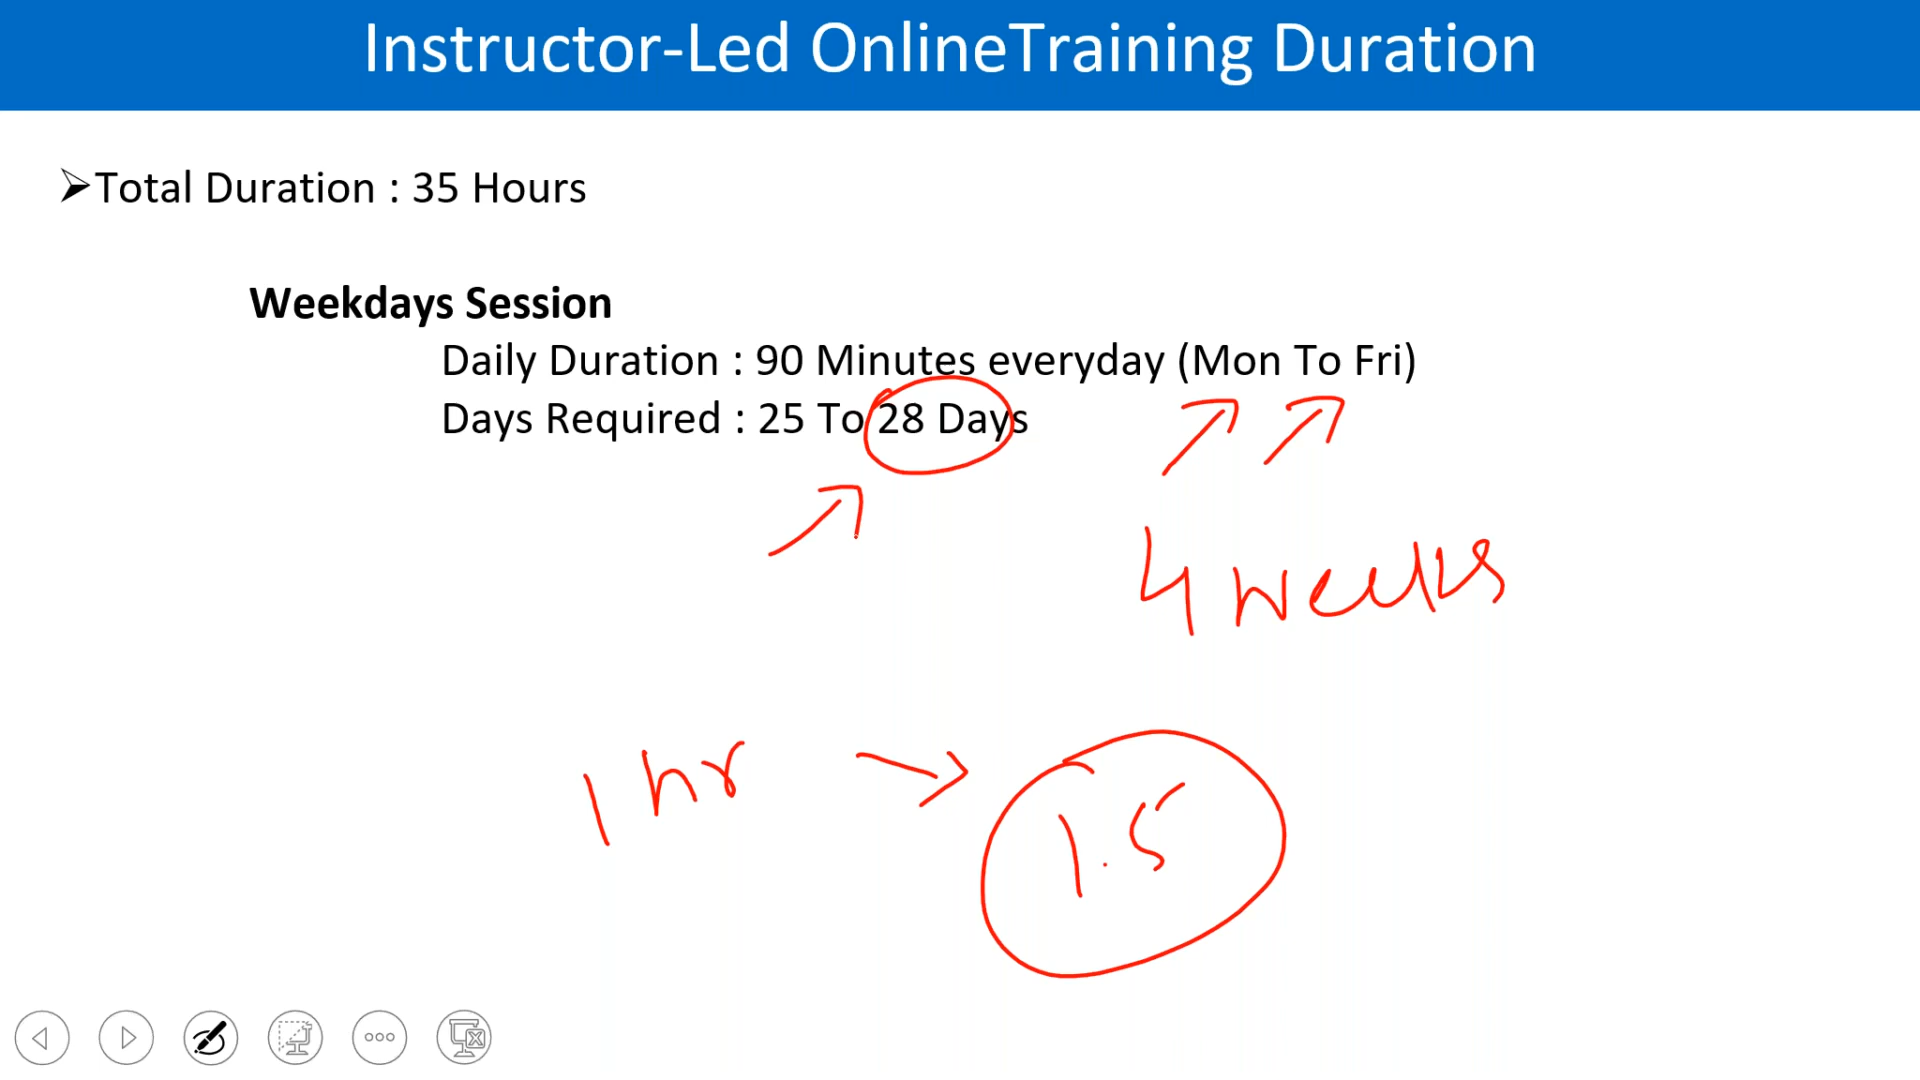 Instructor-Led OnlineTraining Duration
➢Total Duration : 35 Hours
Weekdays Session
Daily Duration : 90 Minutes everyday (Mon To Fri)
Days Required : 25 To 28 Days
4 weeks
1 hr → 1.5